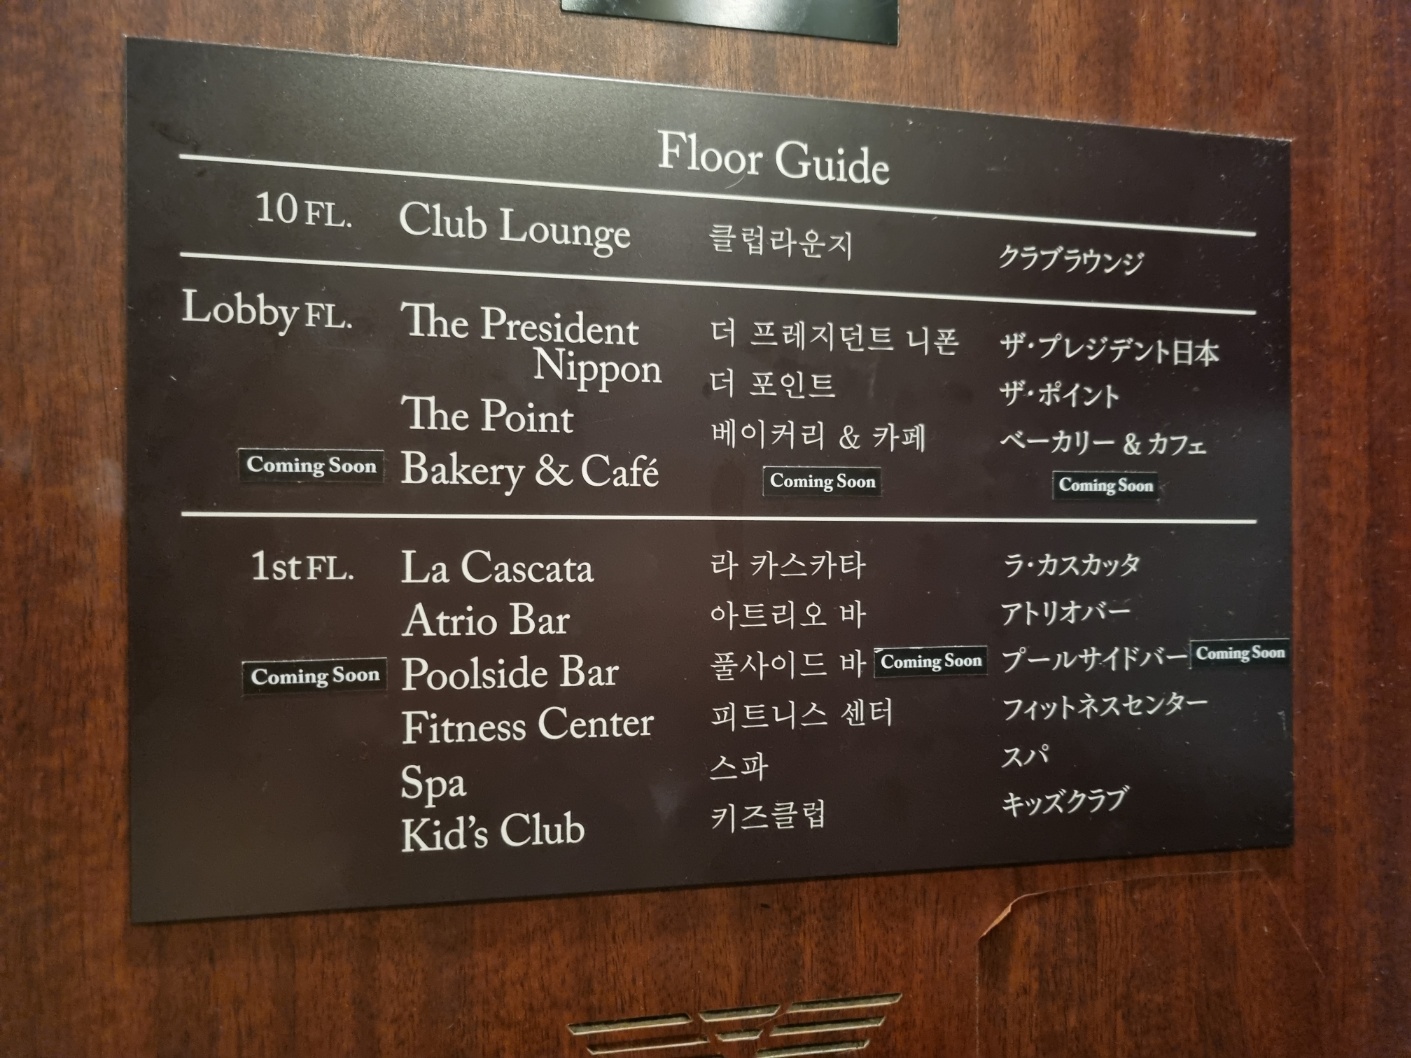 Floor Guide
10 FL. Club Lounge 클럽라운지 クラブラウンジ
Lobby FL. The President 더 프레지던트 니폰 ザ・プレジデント日本
Nippon
The Point 더 포인트 ザ・ポイント
Coming Soon Bakery & Café 베이커리 & 카페 ベーカリー & カフェ
Coming Soon Coming Soon
1st FL. La Cascata 라 카스카타 ラ・カスカッタ
Atrio Bar 아트리오 바 アトリオバー
Coming Soon Poolside Bar 풀사이드 바 Coming Soon プールサイドバー Coming Soon
Fitness Center 피트니스 센터 フィットネスセンター
Spa 스파 スパ
Kid's Club 키즈클럽 キッズクラブ